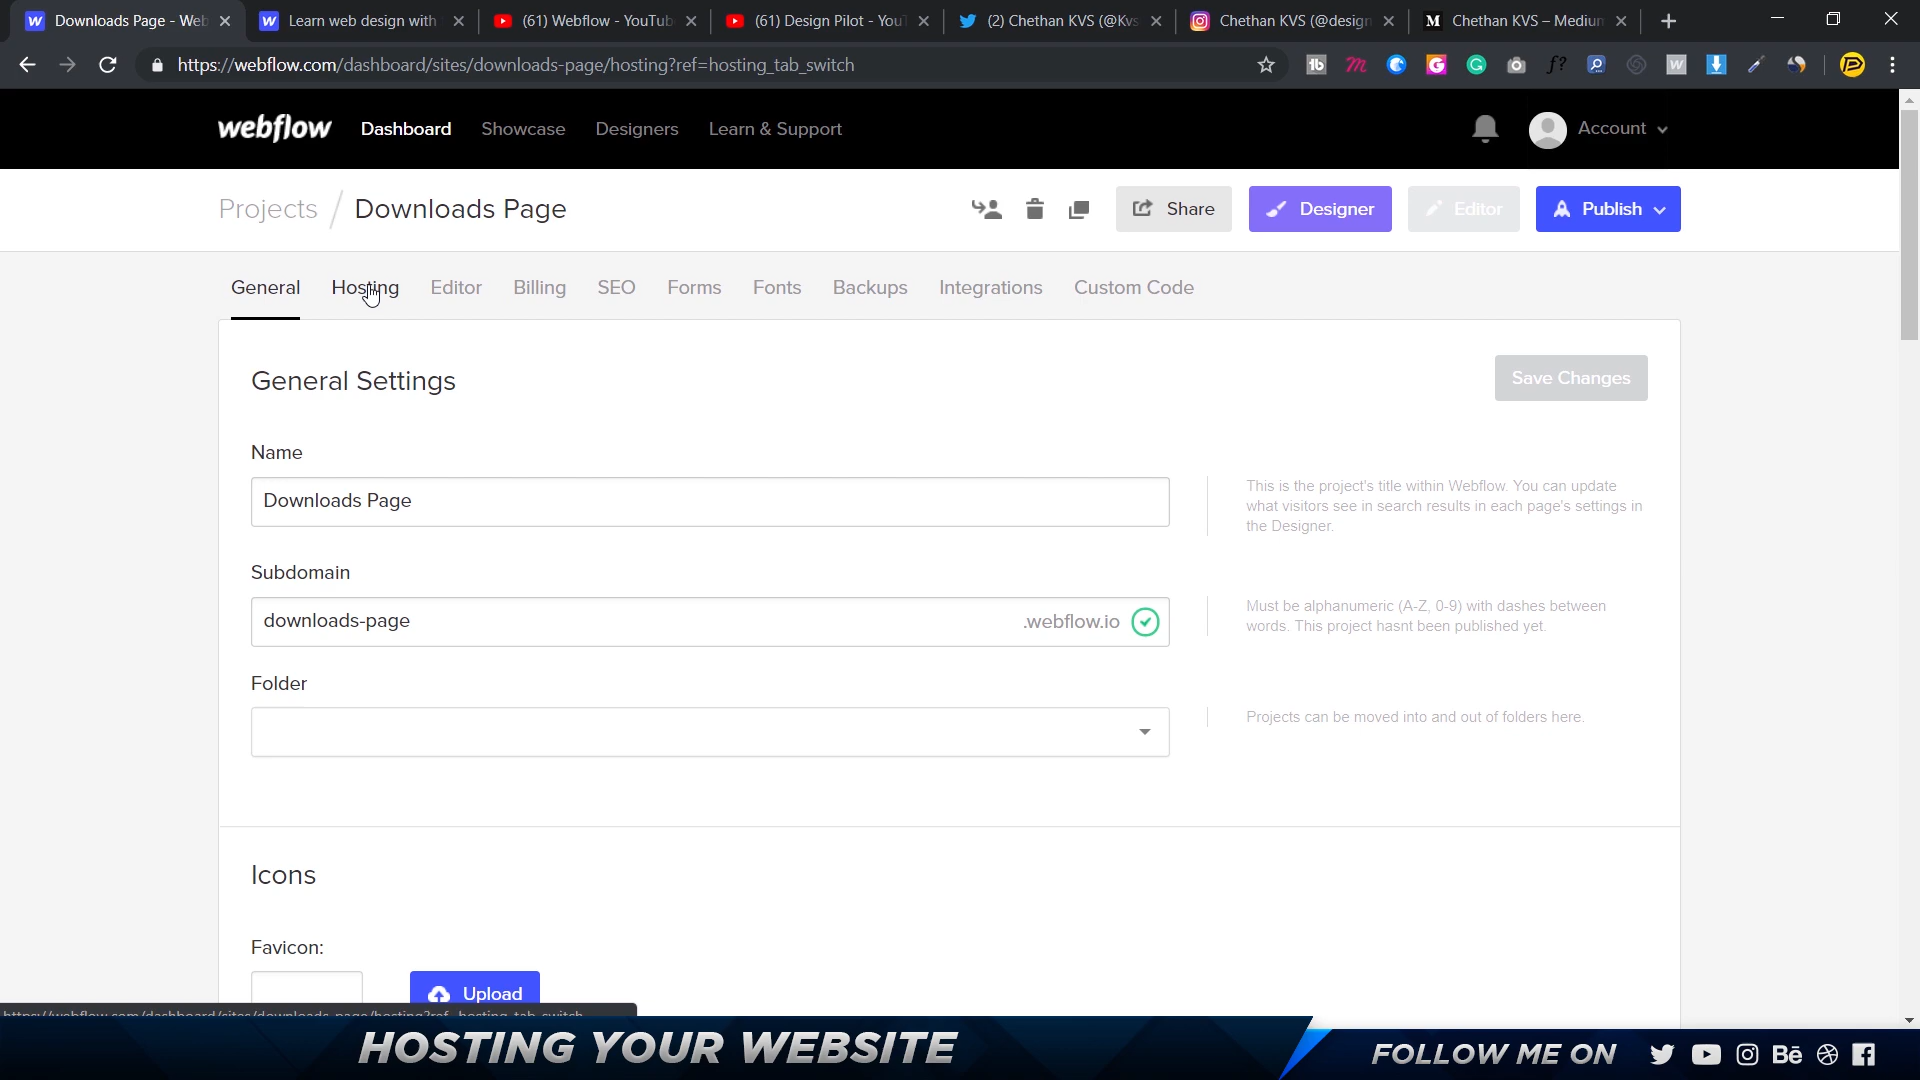 Downloads Page - Web
Learn web design with
(61) Webflow - YouTub
(61) Design Pilot - You
(2) Chethan KVS (@Kvs
Chethan KVS (@design
Chethan KVS – Medium
https://webflow.com/dashboard/sites/downloads-page/hosting?ref=hosting_tab_switch
webflow Dashboard Showcase Designers Learn & Support Account
Projects / Downloads Page Share Designer Editor Publish
General Hosting Editor Billing SEO Forms Fonts Backups Integrations Custom Code
General Settings Save Changes
Name
Downloads Page
This is the project's title within Webflow. You can update
what visitors see in search results in each page's settings in
the Designer.
Subdomain
downloads-page .webflow.io
Must be alphanumeric (A-Z, 0-9) with dashes between
words. This project hasnt been published yet.
Folder
Projects can be moved into and out of folders here.
Icons
Favicon:
Upload
HOSTING YOUR WEBSITE
FOLLOW ME ON